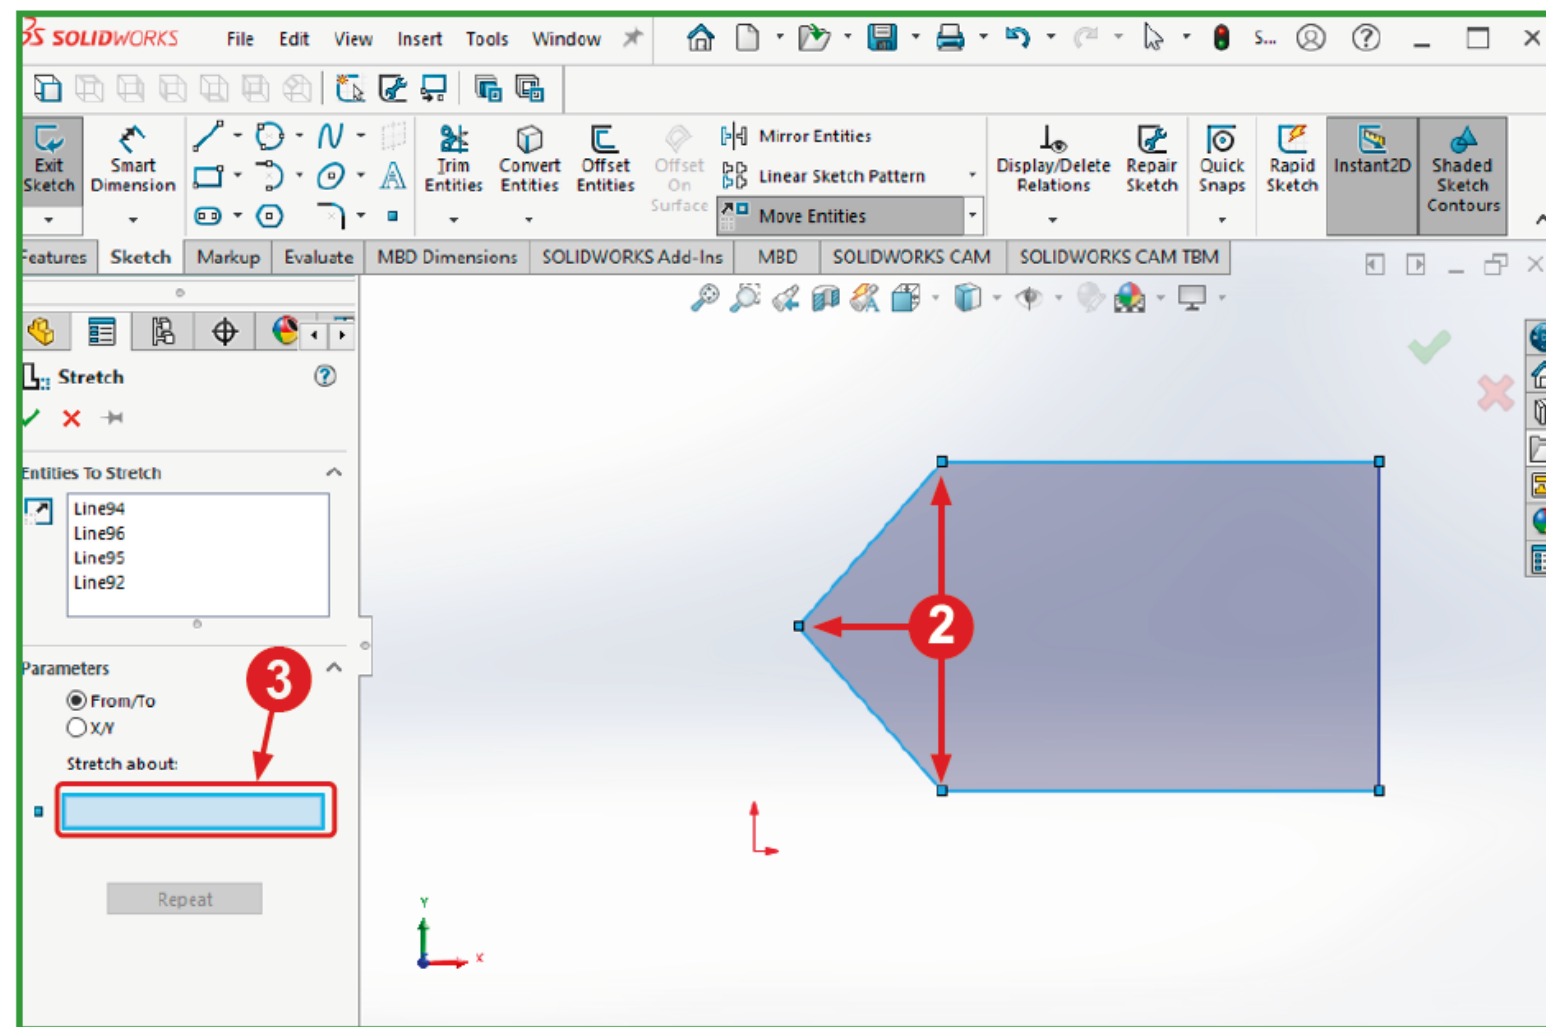 SOLIDWORKS File Edit View Insert Tools Window S... ?
Exit Sketch
Smart Dimension
Trim Entities
Convert Entities
Offset Entities
Offset On Surface
Mirror Entities
Linear Sketch Pattern
Move Entities
Display/Delete Relations
Repair Sketch
Quick Snaps
Rapid Sketch
Instant2D
Shaded Sketch Contours
Features Sketch Markup Evaluate MBD Dimensions SOLIDWORKS Add-Ins MBD SOLIDWORKS CAM SOLIDWORKS CAM TBM
Stretch ?
Entities To Stretch
Line94
Line96
Line95
Line92
2
Parameters
3
From/To
X/Y
Stretch about:
Repeat
Y
X